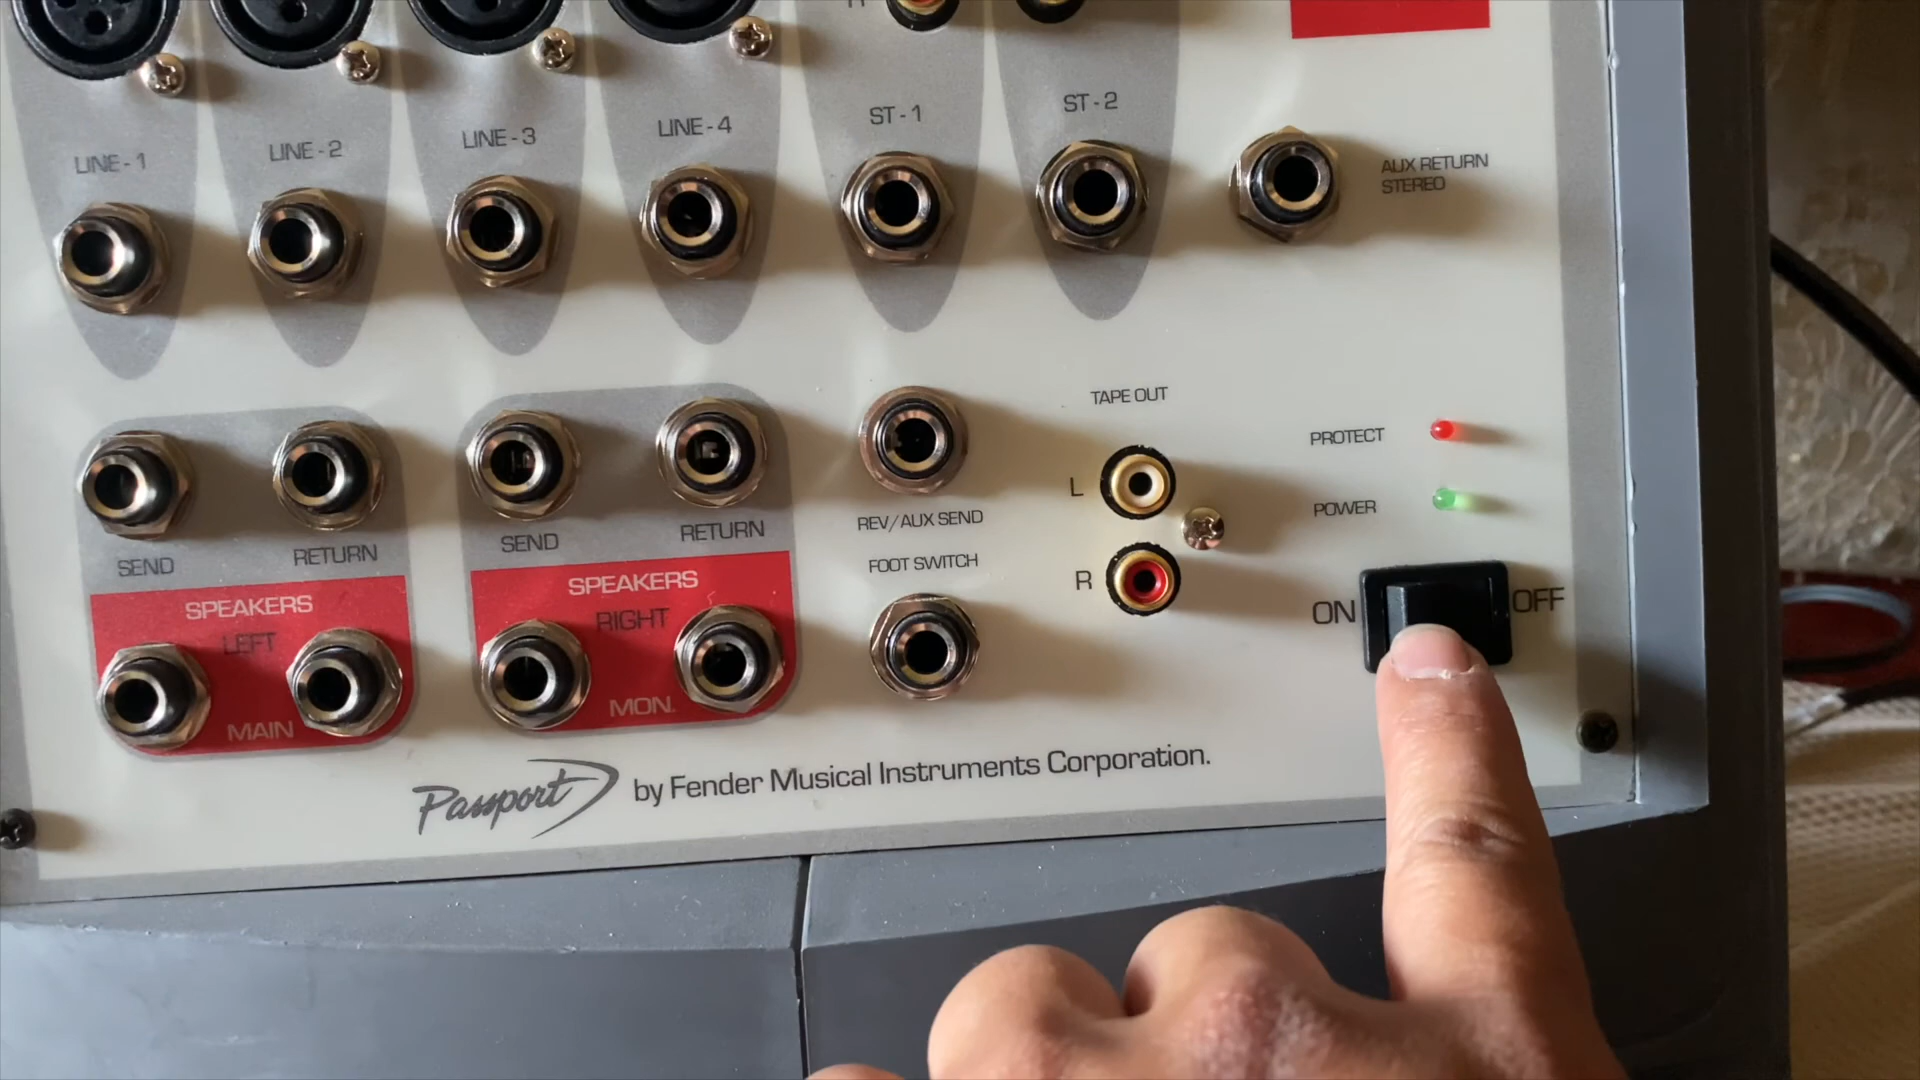 LINE - 1
LINE - 2
LINE - 3
LINE - 4
ST - 1
ST - 2
AUX RETURN
STEREO
SEND
RETURN
SPEAKERS
LEFT
MAIN
SEND
RETURN
SPEAKERS
RIGHT
MON.
REV/AUX SEND
FOOT SWITCH
TAPE OUT
L
R
PROTECT
POWER
ON
OFF
Passport by Fender Musical Instruments Corporation.